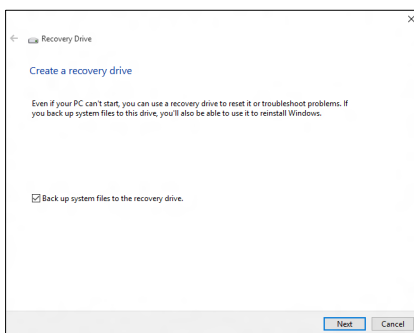 Recovery Drive
Create a recovery drive
Even if your PC can't start, you can use a recovery drive to reset it or troubleshoot problems. If
you back up system files to this drive, you'll also be able to use it to reinstall Windows.
Back up system files to the recovery drive.
Next Cancel